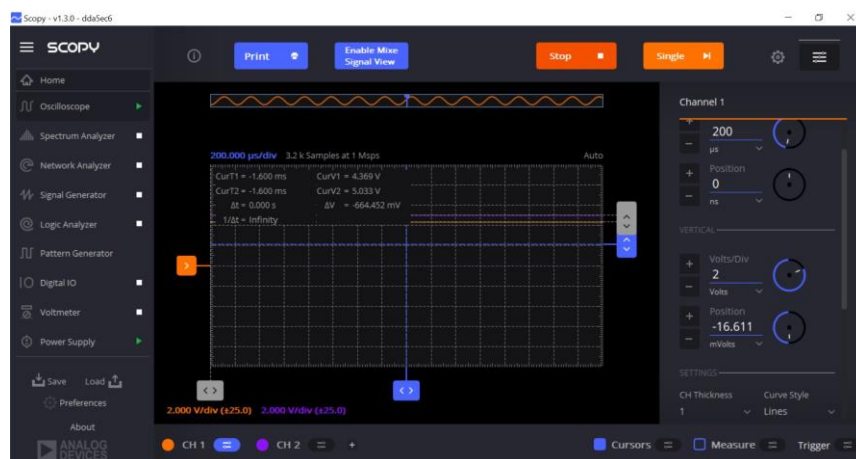 Scopy - v1.3.0 - ddaSec6
SCOPY
Print
Enable Mixe
Signal View
Stop
Single
Home
Oscilloscope
Spectrum Analyzer
Network Analyzer
Signal Generator
Logic Analyzer
Pattern Generator
Digital IO
Voltmeter
Power Supply
Save Load
Preferences
About
ANALOG
DEVICES
200.000 µs/div 3.2 k Samples at 1 Msps Auto
CurT1 = -1.600 ms CurV1 = 4.369 V
CurT2 = -1.600 ms CurV2 = 5.033 V
Δt = 0.000 s ΔV = -664.452 mV
1/Δt = Infinity
2.000 V/div (±25.0) 2.000 V/div (±25.0)
CH 1 CH 2 +
Cursors Measure Trigger
Channel 1
+
200
-
µs
+ Position
0
-
ns
VERTICAL
+ Volts/Div
2
-
Volts
+ Position
-16.611
-
mVolts
SETTINGS
CH Thickness Curve Style
1 Lines